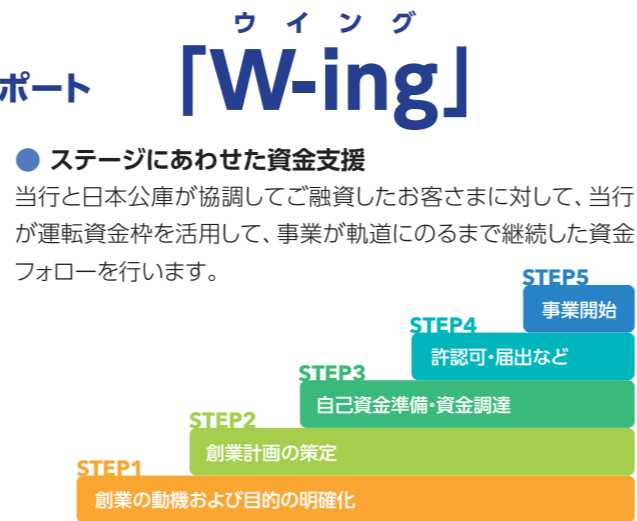 ウイング
ポート 「W-ing」
● ステージにあわせた資金支援
当行と日本公庫が協調してご融資したお客さまに対して、当行
が運転資金枠を活用して、事業が軌道にのるまで継続した資金
フォローを行います。
STEP5
事業開始
STEP4
許認可・届出など
STEP3
自己資金準備・資金調達
STEP2
創業計画の策定
STEP1
創業の動機および目的の明確化